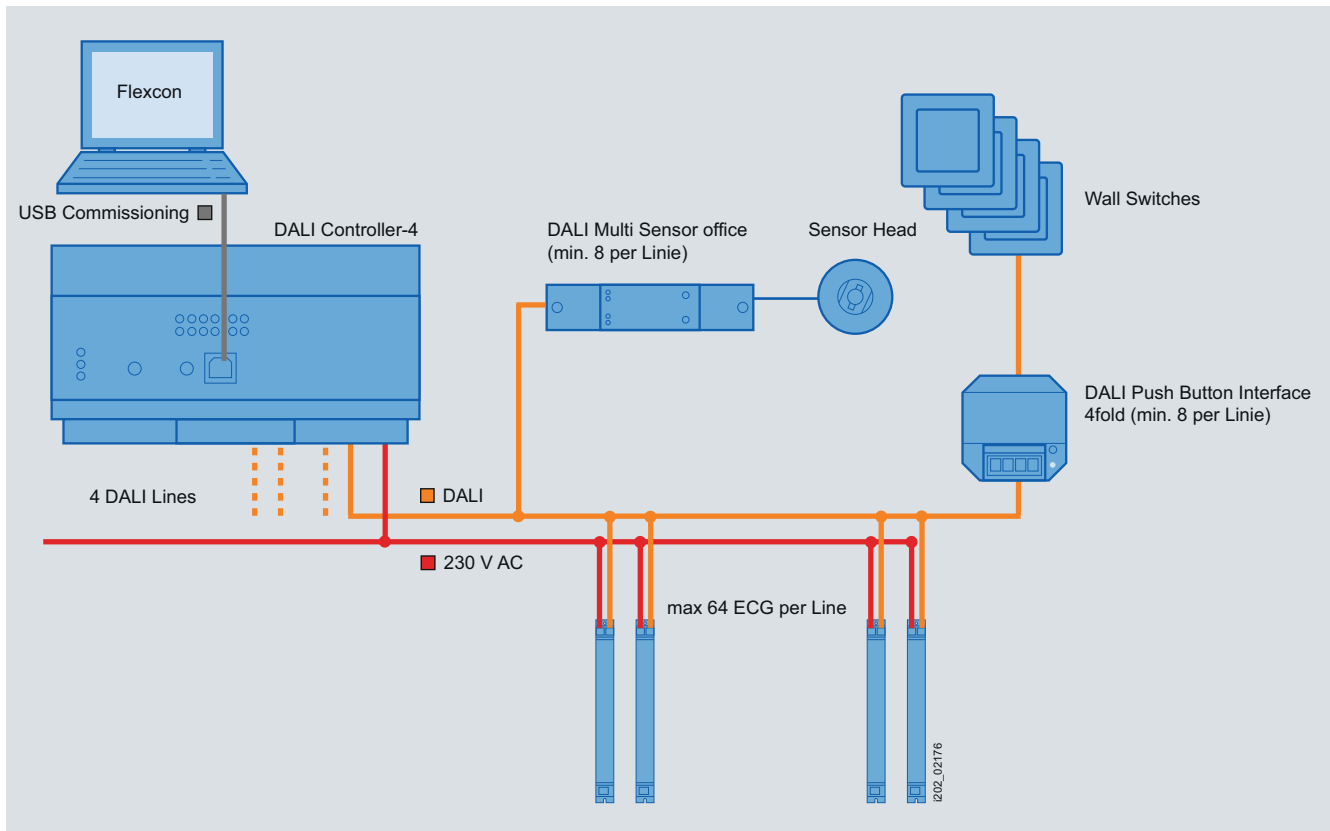 Flexcon
USB Commissioning
DALI Controller-4
DALI Multi Sensor office
(min. 8 per Linie)
Sensor Head
Wall Switches
DALI Push Button Interface
4fold (min. 8 per Linie)
4 DALI Lines
DALI
230 V AC
max 64 ECG per Line
i202_02176